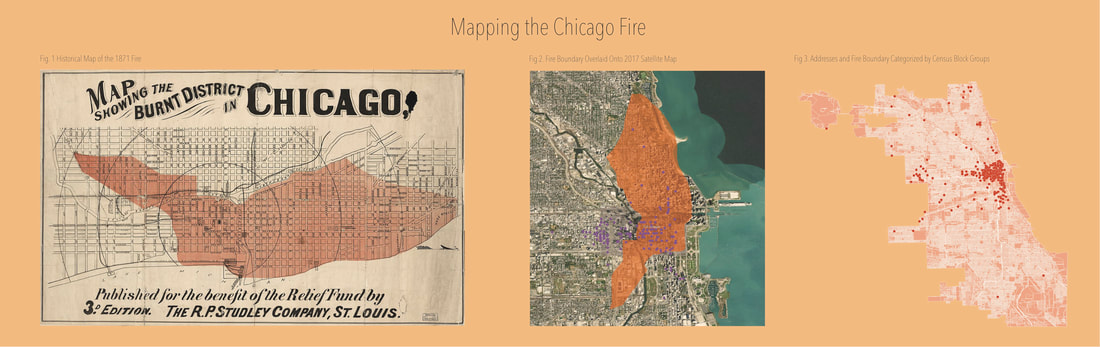 Mapping the Chicago Fire
Fig. 1 Historical Map of the 1871 Fire
MAP
SHOWING THE
BURNT DISTRICT
IN
CHICAGO,
Published for the benefit of the Relief Fund by
3D EDITION. THE R.P. STUDLEY COMPANY, ST. LOUIS.
Fig 2. Fire Boundary Overlaid Onto 2017 Satellite Map
Fig 3: Addresses and Fire Boundary Categorized by Census Block Groups